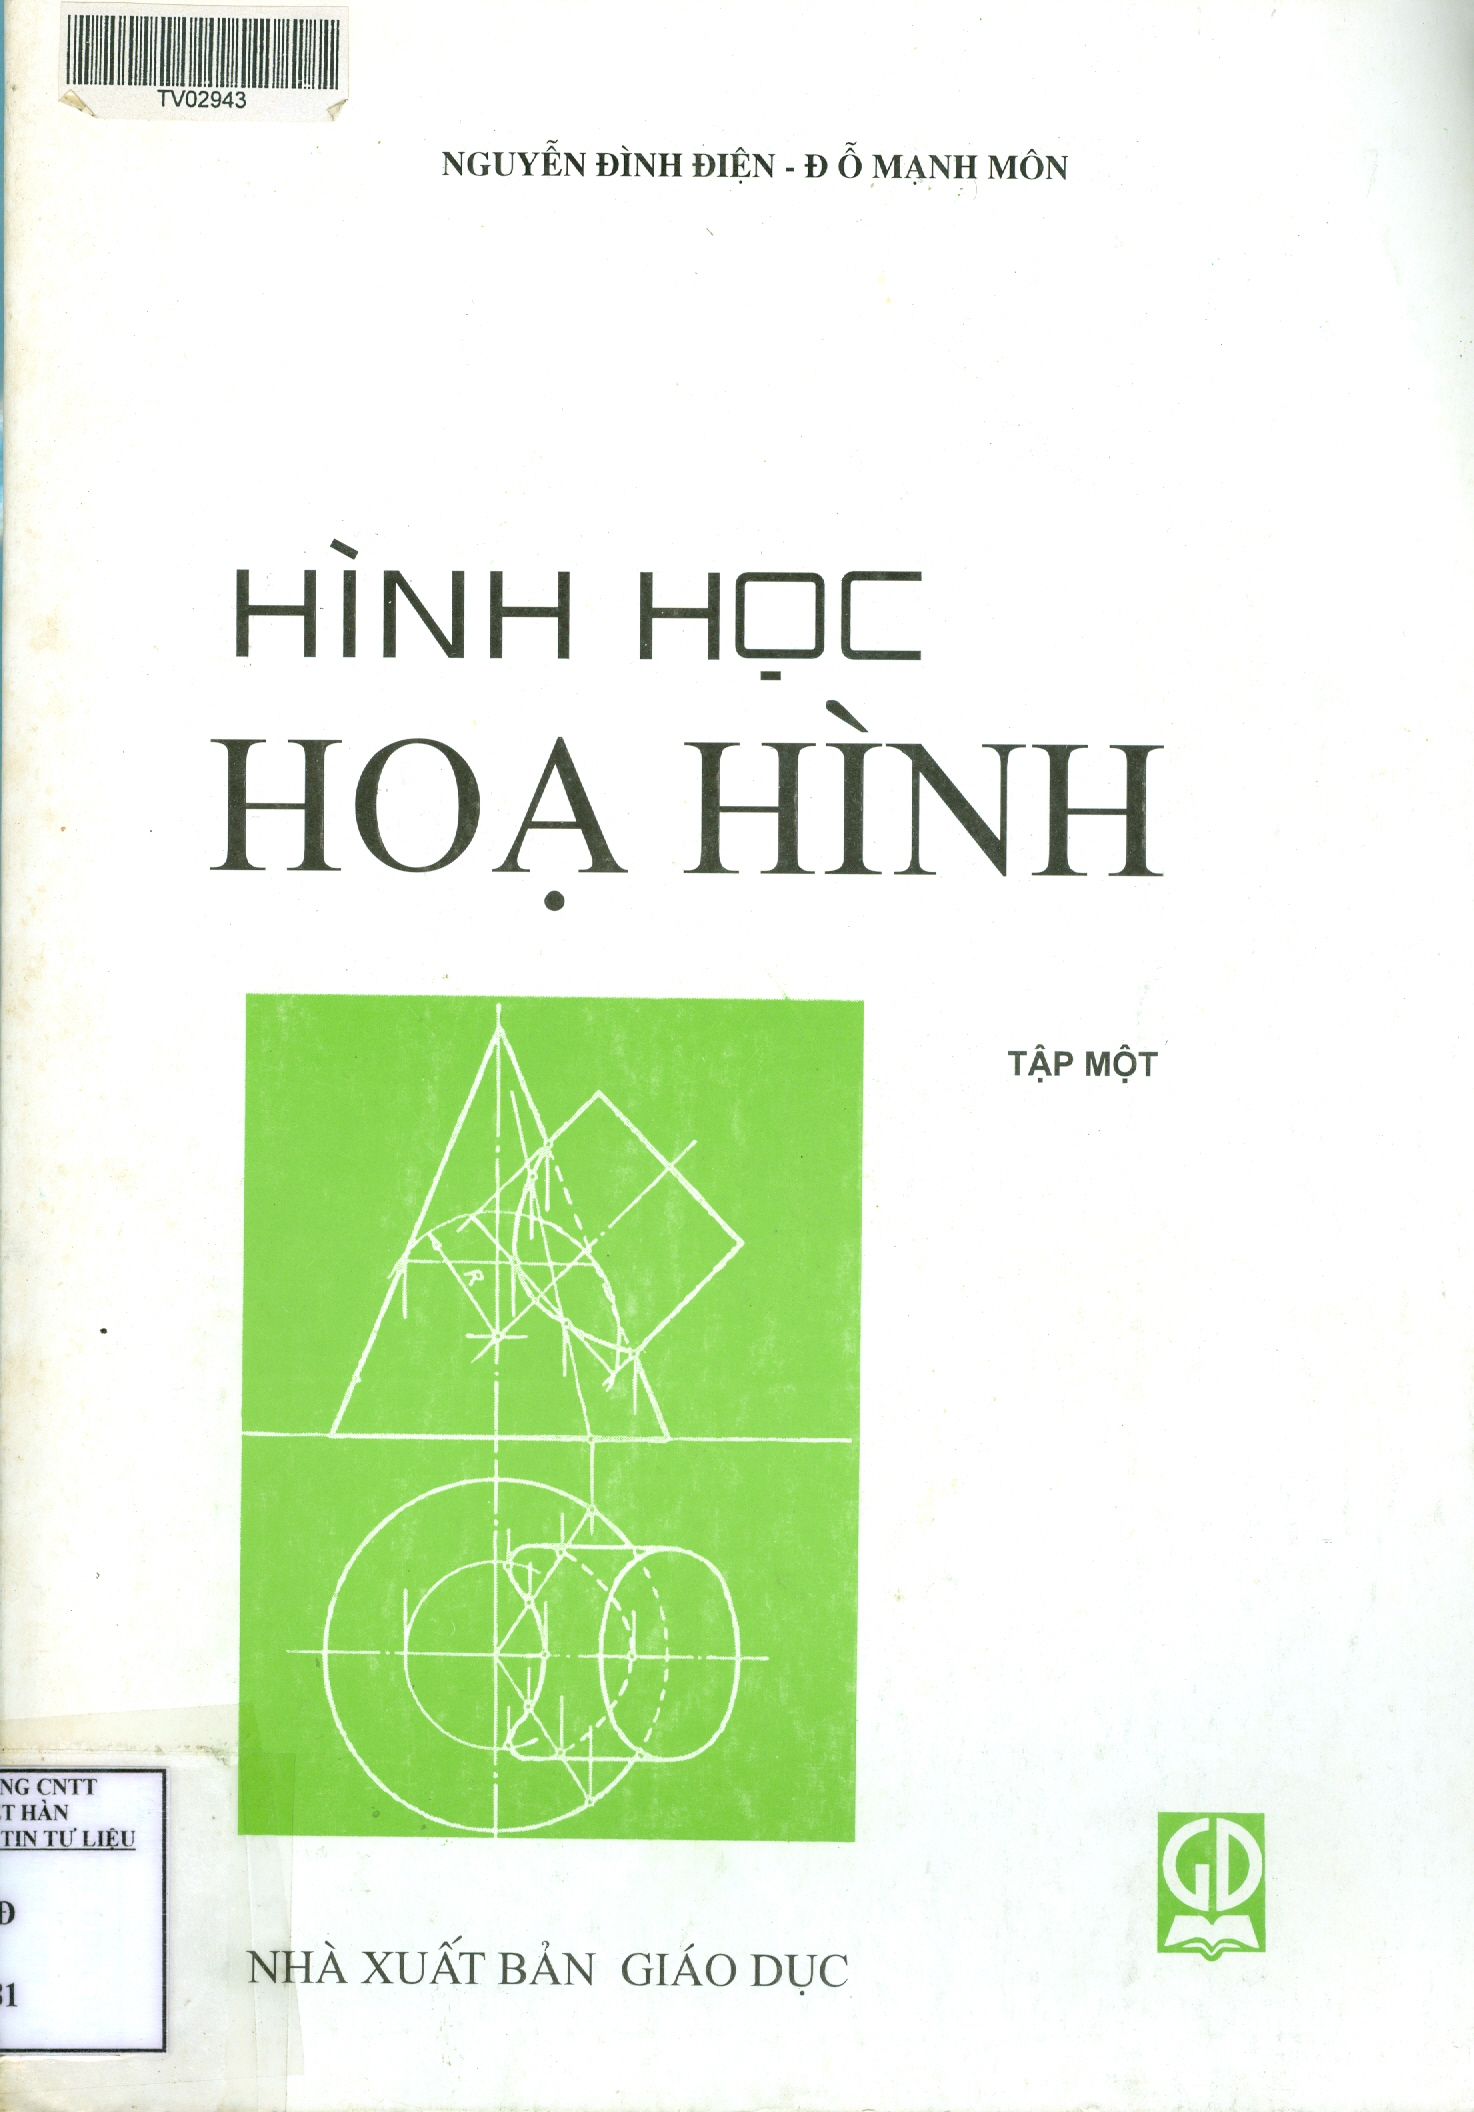 TV02943
NGUYỄN ĐÌNH ĐIỆN - Đ Ỗ MẠNH MÔN
HÌNH HỌC
HOẠ HÌNH
TẬP MỘT
R
NG CNTT
T HÀN
TIN TƯ LIỆU
Đ
31
GD
NHÀ XUẤT BẢN GIÁO DỤC